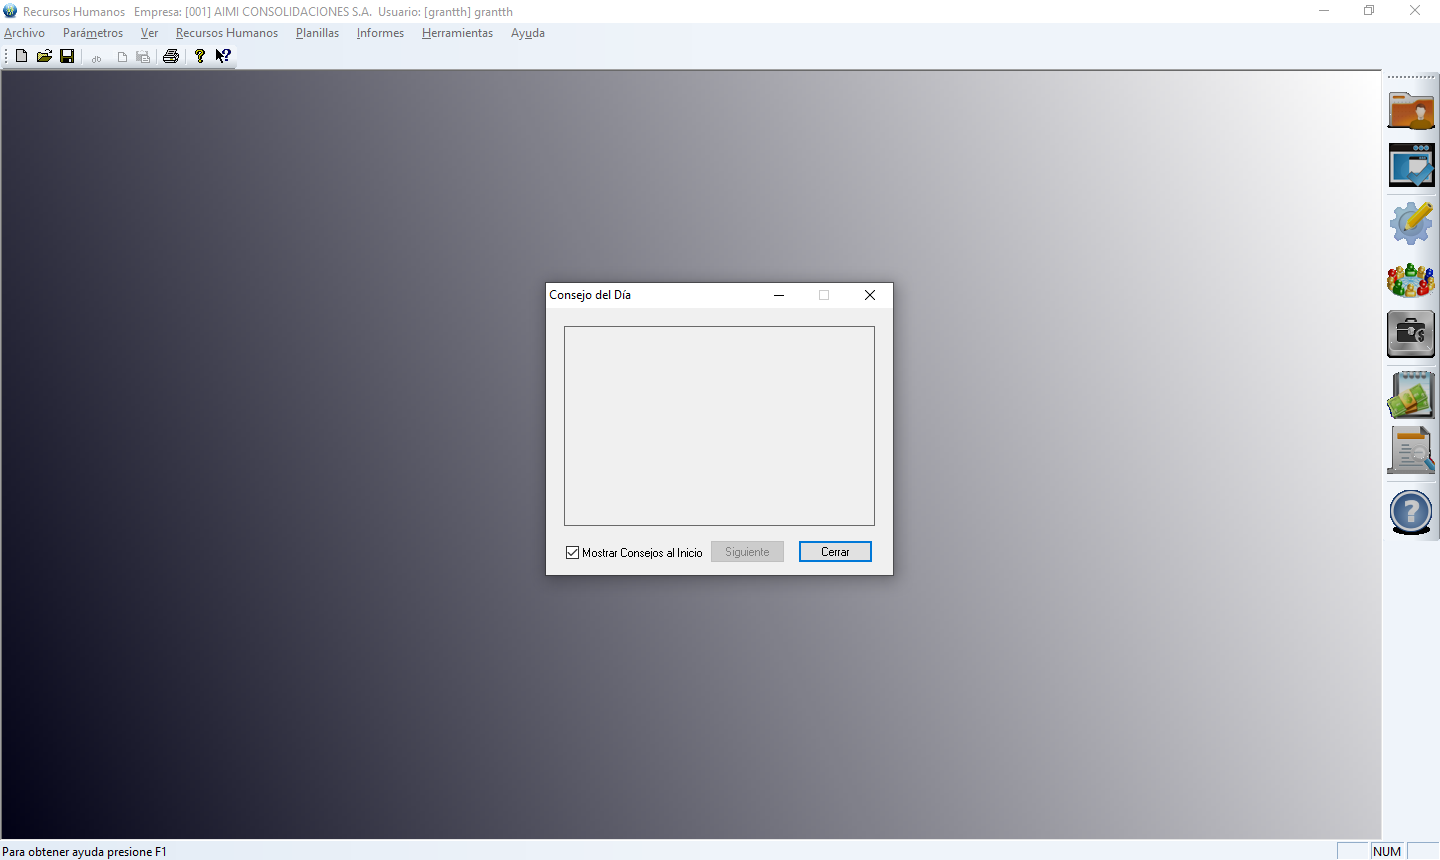 Recursos Humanos   Empresa: [001] AIMI CONSOLIDACIONES S.A.  Usuario: [grantth] grantth
Archivo   Parámetros   Ver   Recursos Humanos   Planillas   Informes   Herramientas   Ayuda
Consejo del Día
Mostrar Consejos al Inicio   Siguiente   Cerrar
Para obtener ayuda presione F1   NUM